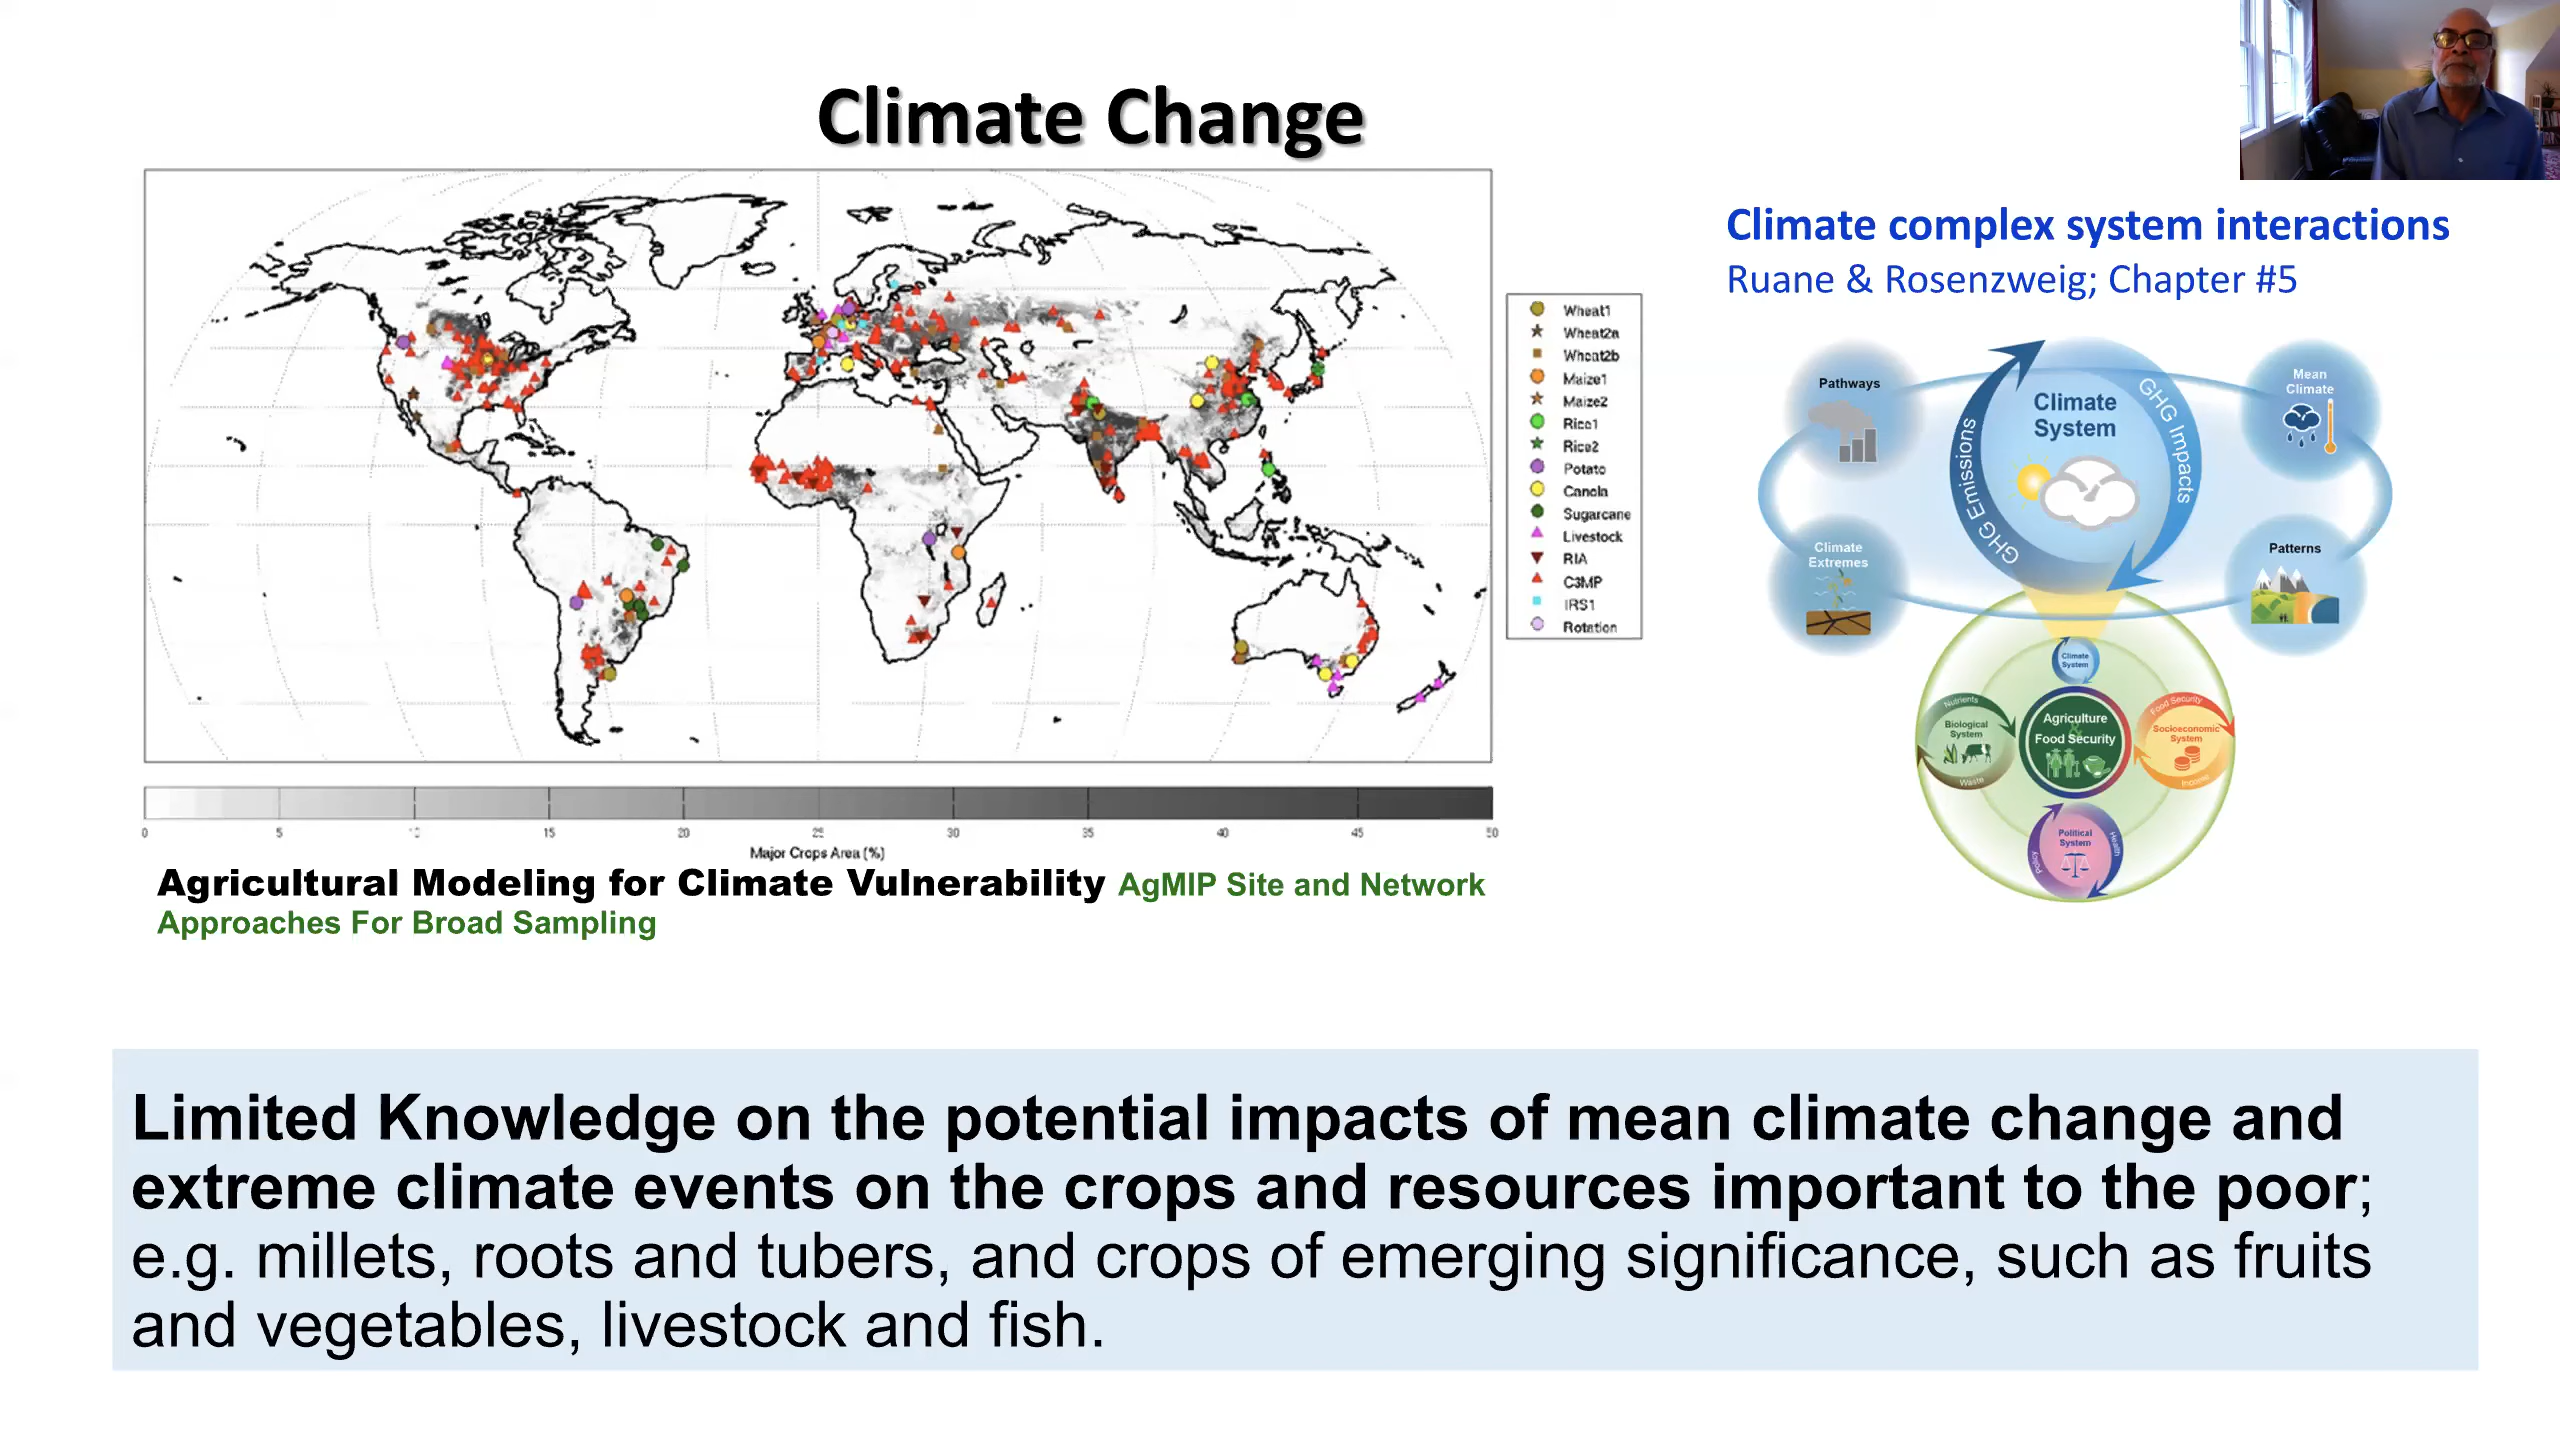 Climate Change
Climate complex system interactions
Ruane & Rosenzweig; Chapter #5
Wheat1
Wheat2a
Wheat2b
Maize1
Maize2
Rice1
Rice2
Potato
Canola
Sugarcane
Livestock
RIA
C3MP
IRS1
Rotation
0 5 10 15 20 25 30 35 40 45 50
Major Crops Area (%)
Agricultural Modeling for Climate Vulnerability AgMIP Site and Network
Approaches For Broad Sampling
Pathways
Climate
System
GHG Emissions
GHG Impacts
Mean
Climate
Climate
Extremes
Patterns
Climate
System
Nutrients
Biological
System
Waste
Agriculture
&
Food Security
Food Security
Socioeconomic
System
Income
Political
System
Policy
Health
Limited Knowledge on the potential impacts of mean climate change and
extreme climate events on the crops and resources important to the poor;
e.g. millets, roots and tubers, and crops of emerging significance, such as fruits
and vegetables, livestock and fish.